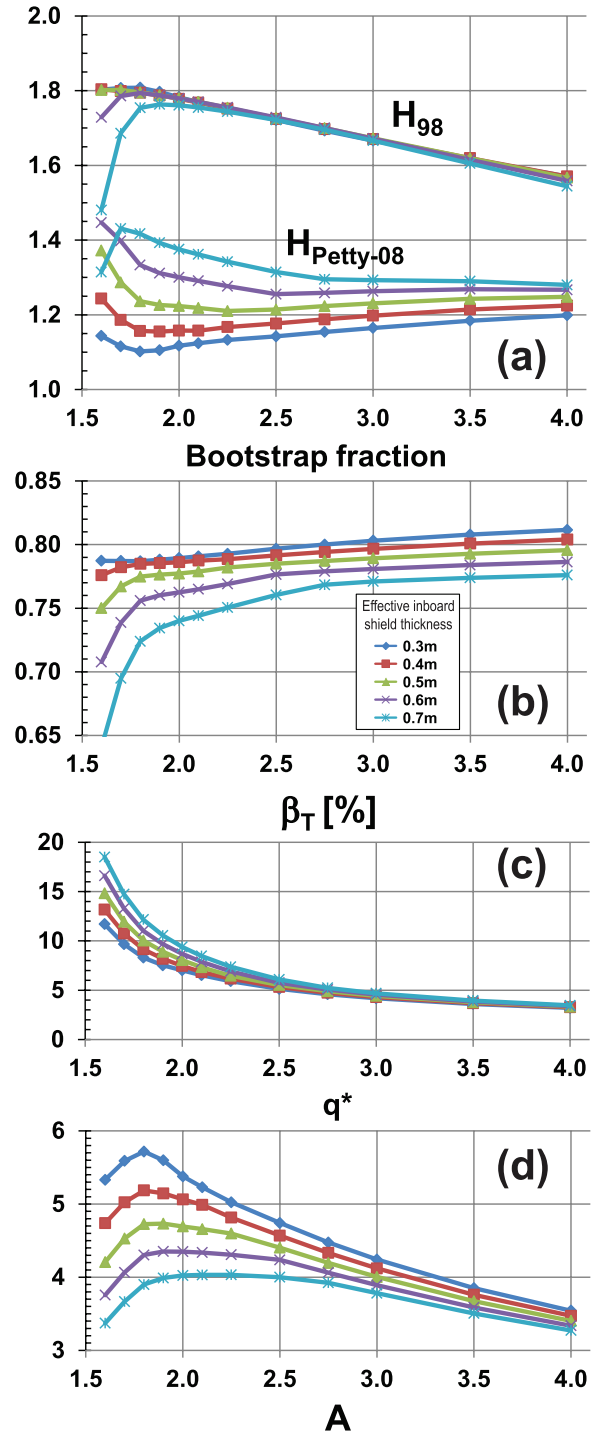 2.0
1.8
H98
1.6
1.4
HPetty-08
1.2
(a)
1.0
1.5 2.0 2.5 3.0 3.5 4.0
Bootstrap fraction
0.85
0.80
0.75
Effective inboard
shield thickness
0.3m
0.4m
0.70
0.5m
0.6m
(b)
0.7m
0.65
1.5 2.0 2.5 3.0 3.5 4.0
βT [%]
20
(c)
15
10
5
0
1.5 2.0 2.5 3.0 3.5 4.0
q*
6
(d)
5
4
3
1.5 2.0 2.5 3.0 3.5 4.0
A